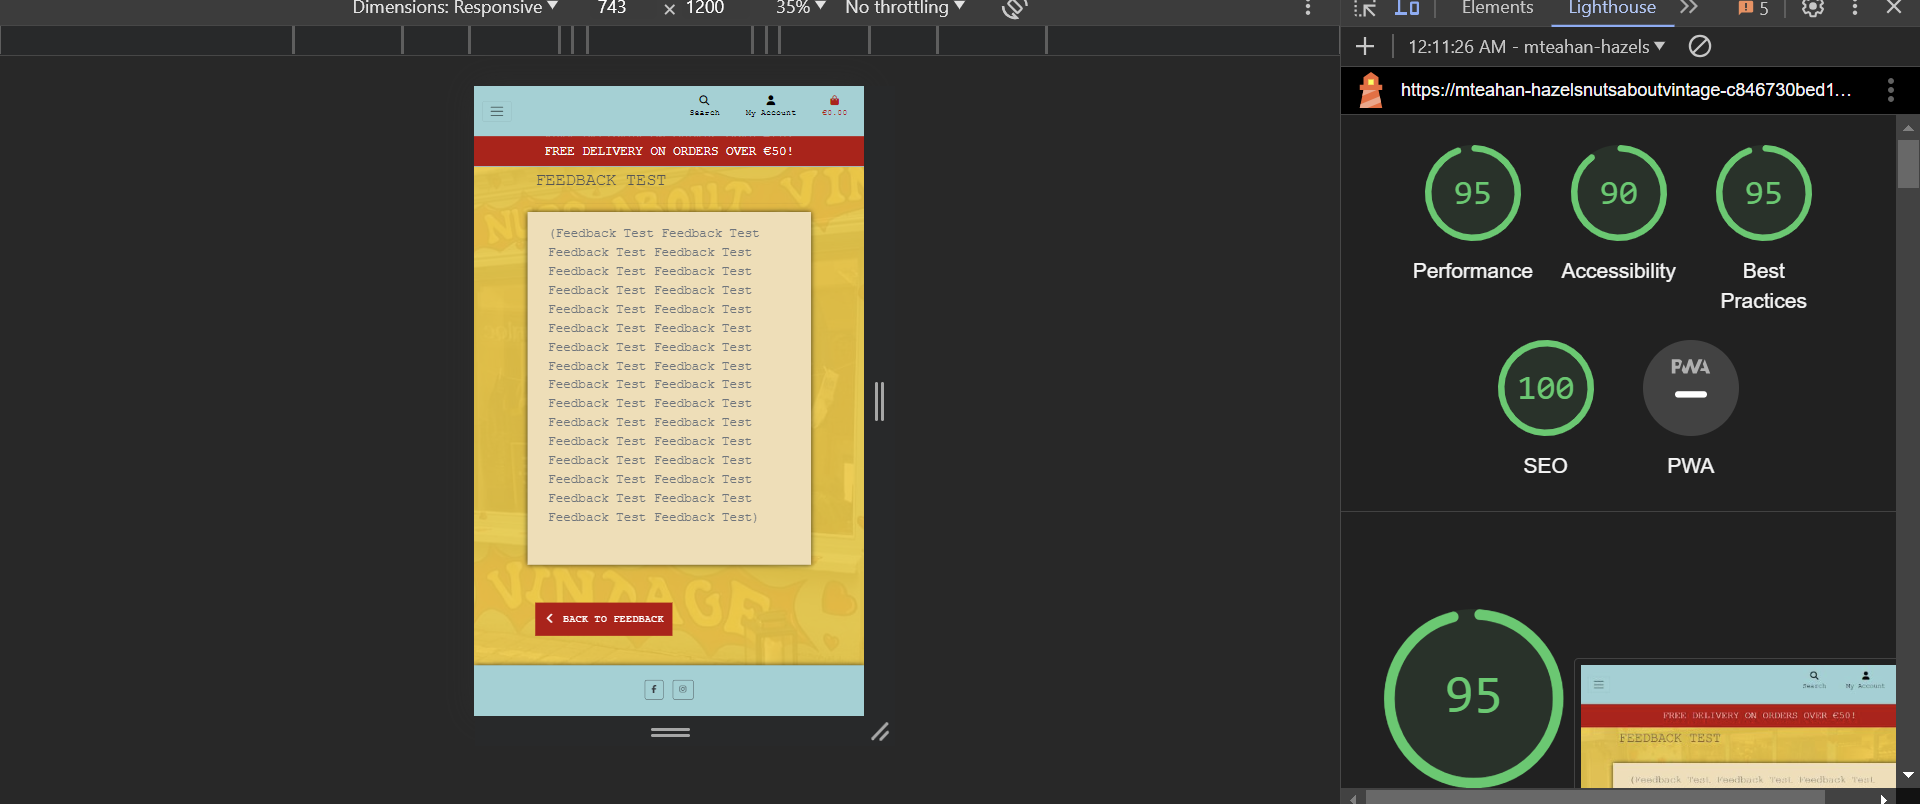 Dimensions: Responsive 743 × 1200 35% No throttling
Elements Lighthouse 5
12:11:26 AM - mteahan-hazels
https://mteahan-hazelsnutsaboutvintage-c846730bed1…
Search My Account €0.00
FREE DELIVERY ON ORDERS OVER €50!
FEEDBACK TEST
NUTS ABOUT VIN
(Feedback Test Feedback Test
Feedback Test Feedback Test
Feedback Test Feedback Test
Feedback Test Feedback Test
Feedback Test Feedback Test
Feedback Test Feedback Test
Feedback Test Feedback Test
Feedback Test Feedback Test
Feedback Test Feedback Test
Feedback Test Feedback Test
Feedback Test Feedback Test
Feedback Test Feedback Test
Feedback Test Feedback Test
Feedback Test Feedback Test
Feedback Test Feedback Test
Feedback Test Feedback Test)
VINTAGE
BACK TO FEEDBACK
95 90 95
Performance Accessibility Best
Practices
100 PWA
SEO PWA
95
Search My Account
FREE DELIVERY ON ORDERS OVER €50!
FEEDBACK TEST
(Feedback Test Feedback Test Feedback Test